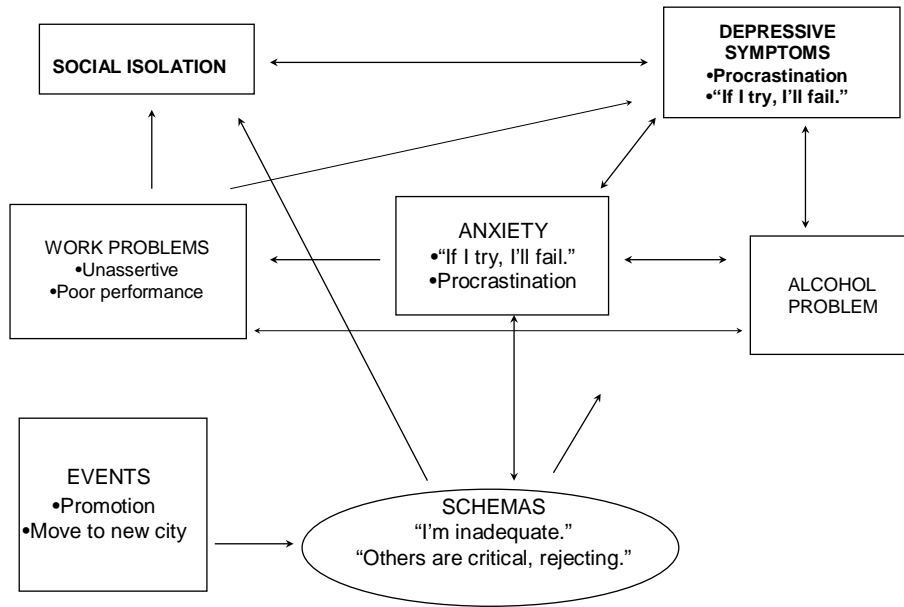 SOCIAL ISOLATION
DEPRESSIVE
SYMPTOMS
•Procrastination
•“If I try, I’ll fail.”
WORK PROBLEMS
•Unassertive
•Poor performance
ANXIETY
•“If I try, I’ll fail.”
•Procrastination
ALCOHOL
PROBLEM
EVENTS
•Promotion
•Move to new city
SCHEMAS
“I’m inadequate.”
“Others are critical, rejecting.”